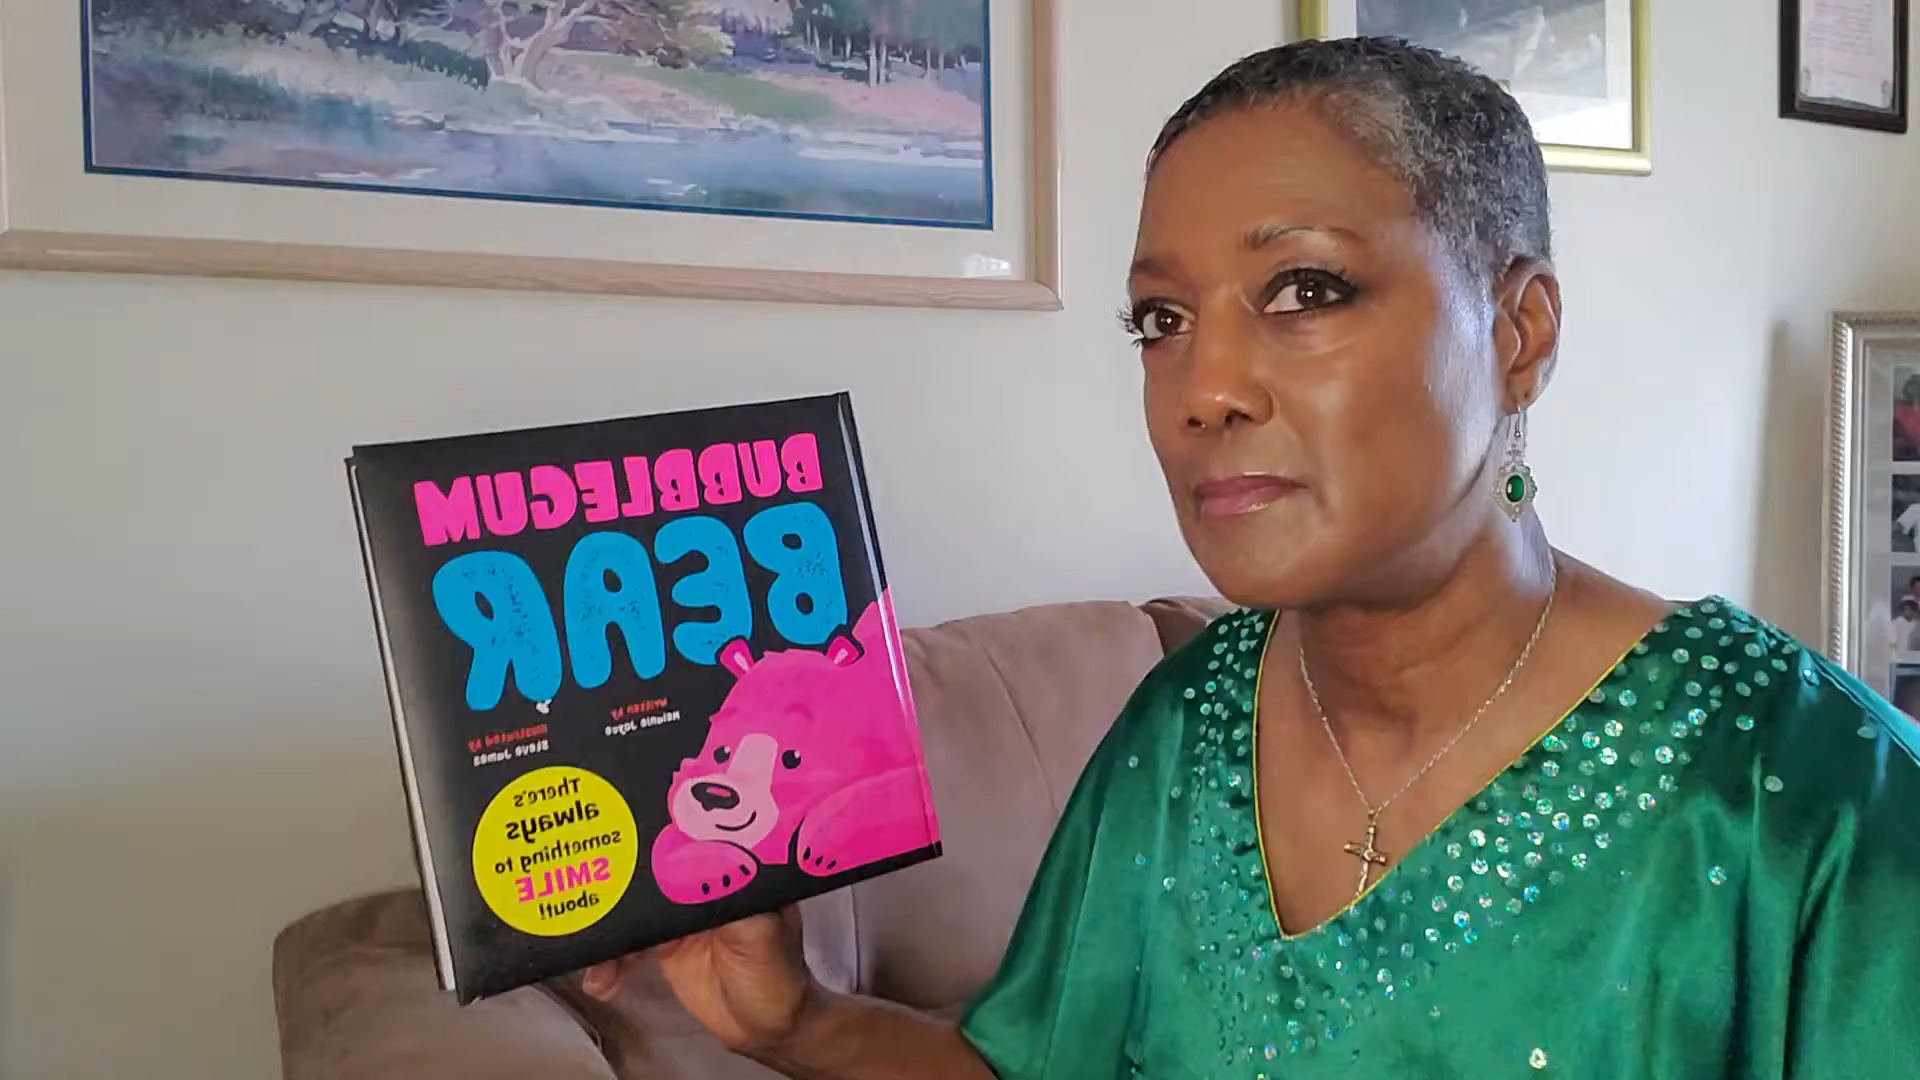 BUBBLEGUM
BEAR
Written by
Melanie Joyce
Illustrated by
Steve James
There's
always
something to
SMILE
about!